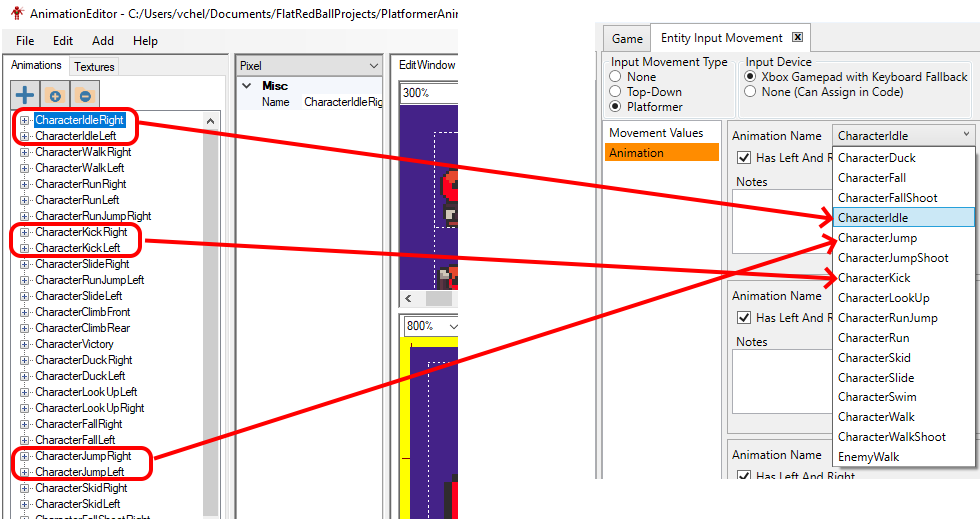 AnimationEditor - C:/Users/vchel/Documents/FlatRedBallProjects/PlatformerAni
File Edit Add Help
Animations Textures
CharacterIdleRight
CharacterIdleLeft
CharacterWalkRight
CharacterWalkLeft
CharacterRunRight
CharacterRunLeft
CharacterRunJumpRight
CharacterKickRight
CharacterKickLeft
CharacterSlideRight
CharacterRunJumpLeft
CharacterSlideLeft
CharacterClimbFront
CharacterClimbRear
CharacterVictory
CharacterDuckRight
CharacterDuckLeft
CharacterLookUpLeft
CharacterLookUpRight
CharacterFallRight
CharacterFallLeft
CharacterJumpRight
CharacterJumpLeft
CharacterSkidRight
CharacterSkidLeft
CharacterFallShootRight
Pixel
Misc
Name CharacterIdleRig
EditWindow
300%
800%
Game Entity Input Movement
Input Movement Type
None
Top-Down
Platformer
Input Device
Xbox Gamepad with Keyboard Fallback
None (Can Assign in Code)
Movement Values
Animation
Animation Name CharacterIdle
Has Left And R
Notes
Animation Name
Has Left And R
Notes
Animation Name
Has Left And Right
CharacterDuck
CharacterFall
CharacterFallShoot
CharacterIdle
CharacterJump
CharacterJumpShoot
CharacterKick
CharacterLookUp
CharacterRunJump
CharacterRun
CharacterSkid
CharacterSlide
CharacterSwim
CharacterWalk
CharacterWalkShoot
EnemyWalk